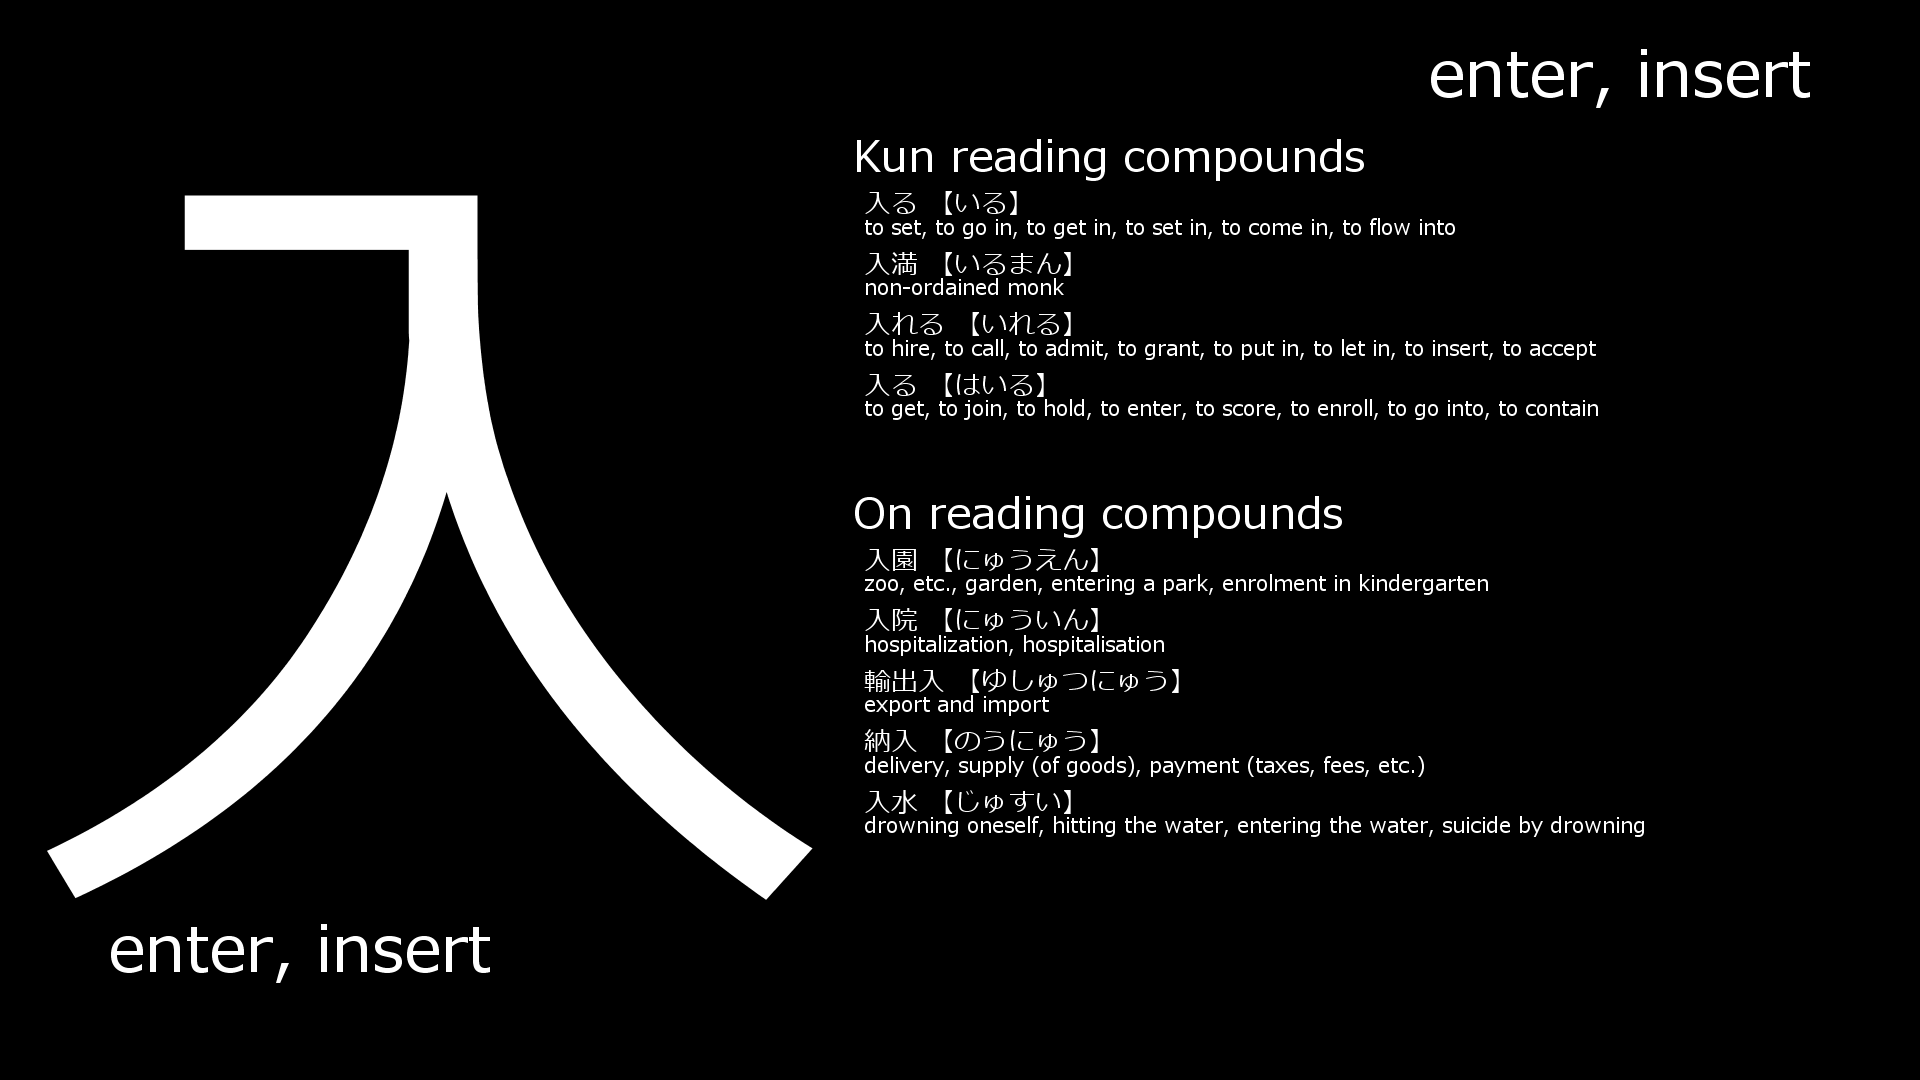 入
enter, insert
enter, insert
Kun reading compounds
入る 【いる】
to set, to go in, to get in, to set in, to come in, to flow into
入満 【いるまん】
non-ordained monk
入れる 【いれる】
to hire, to call, to admit, to grant, to put in, to let in, to insert, to accept
入る 【はいる】
to get, to join, to hold, to enter, to score, to enroll, to go into, to contain
On reading compounds
入園 【にゅうえん】
zoo, etc., garden, entering a park, enrolment in kindergarten
入院 【にゅういん】
hospitalization, hospitalisation
輸出入 【ゆしゅつにゅう】
export and import
納入 【のうにゅう】
delivery, supply (of goods), payment (taxes, fees, etc.)
入水 【じゅすい】
drowning oneself, hitting the water, entering the water, suicide by drowning